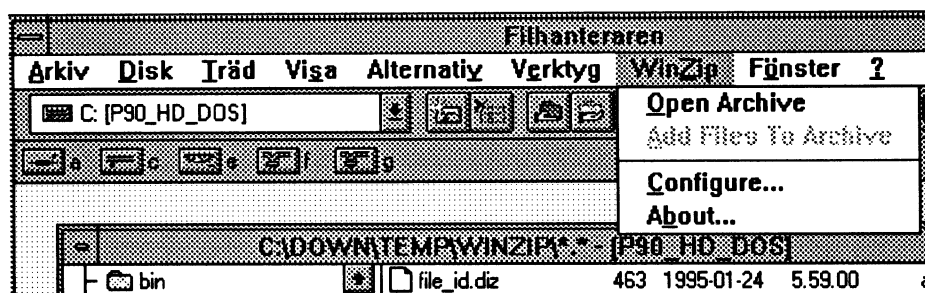 Filhanteraren
Arkiv Disk Träd Visa Alternativ Verktyg WinZip Fönster ?
C: [P90_HD_DOS]
Open Archive
Add Files To Archive
a c e f g
Configure...
About...
C:\DOWN\TEMP\WINZIP\*.* - [P90_HD_DOS]
bin file_id.diz 463 1995-01-24 5.59.00 a